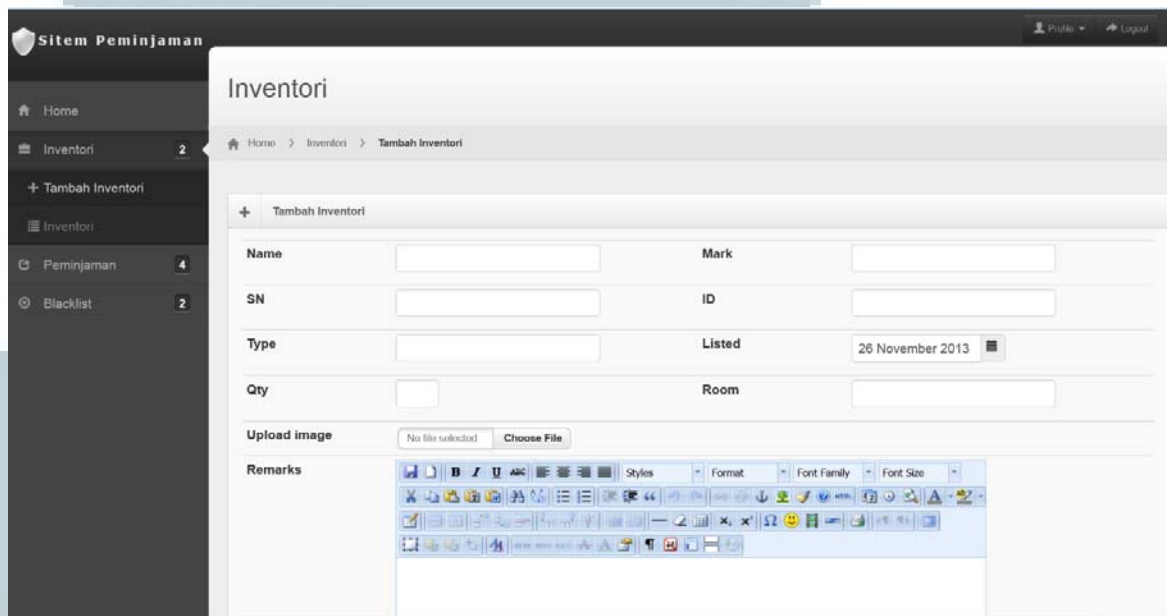 Sitem Peminjaman
Profile Logout
Home
Inventori 2
+ Tambah Inventori
Inventori
Peminjaman 4
Blacklist 2
Inventori
Home > Inventori > Tambah Inventori
+ Tambah Inventori
Name Mark
SN ID
Type Listed 26 November 2013
Qty Room
Upload image No file selected Choose File
Remarks
B I U ABC Styles Format Font Family Font Size
HTML